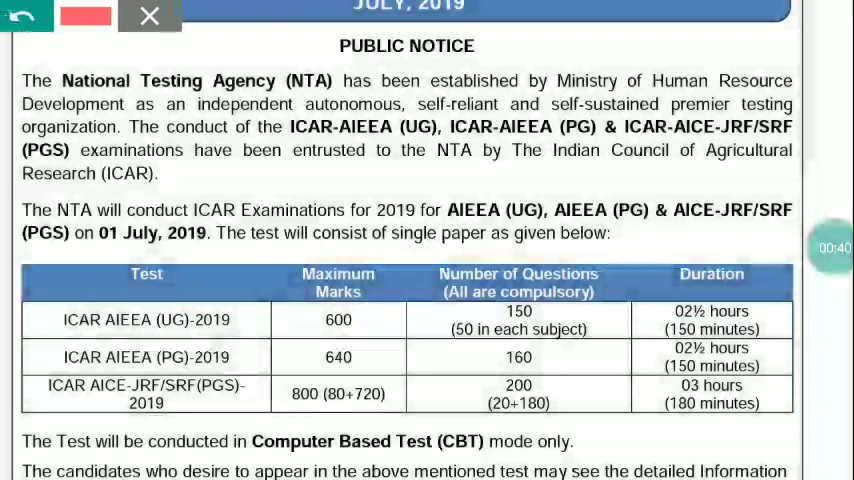 JULY, 2019
PUBLIC NOTICE
The National Testing Agency (NTA) has been established by Ministry of Human Resource
Development as an independent autonomous, self-reliant and self-sustained premier testing
organization. The conduct of the ICAR-AIEEA (UG), ICAR-AIEEA (PG) & ICAR-AICE-JRF/SRF
(PGS) examinations have been entrusted to the NTA by The Indian Council of Agricultural
Research (ICAR).
The NTA will conduct ICAR Examinations for 2019 for AIEEA (UG), AIEEA (PG) & AICE-JRF/SRF
(PGS) on 01 July, 2019. The test will consist of single paper as given below:
00:40
Test Maximum Marks Number of Questions (All are compulsory) Duration
ICAR AIEEA (UG)-2019 600 150 (50 in each subject) 02½ hours (150 minutes)
ICAR AIEEA (PG)-2019 640 160 02½ hours (150 minutes)
ICAR AICE-JRF/SRF(PGS)-2019 800 (80+720) 200 (20+180) 03 hours (180 minutes)
The Test will be conducted in Computer Based Test (CBT) mode only.
The candidates who desire to appear in the above mentioned test may see the detailed Information